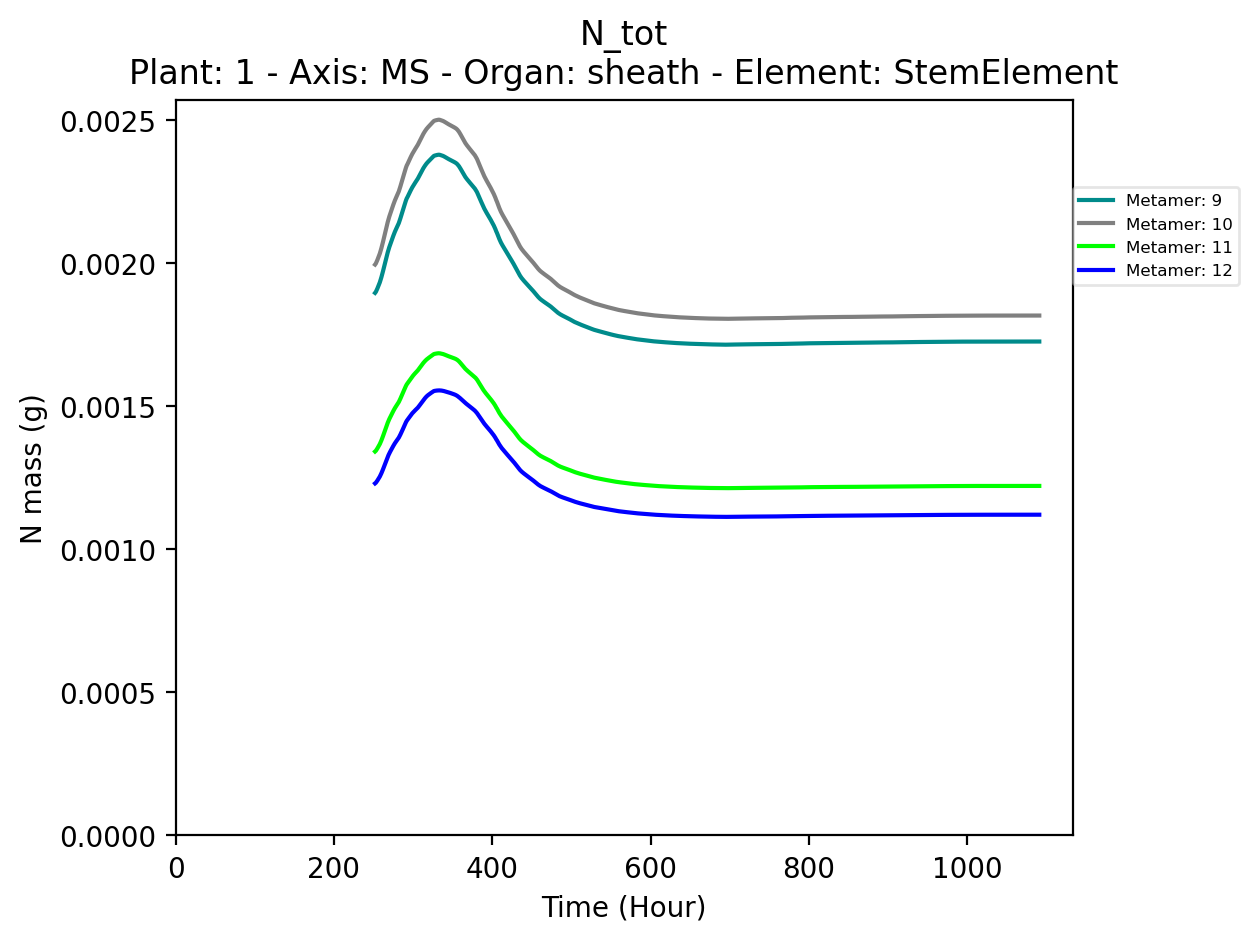 N_tot
Plant: 1 - Axis: MS - Organ: sheath - Element: StemElement
0.0025
0.0020
0.0015
0.0010
0.0005
0.0000
N mass (g)
0
200
400
600
800
1000
Time (Hour)
Metamer: 9
Metamer: 10
Metamer: 11
Metamer: 12